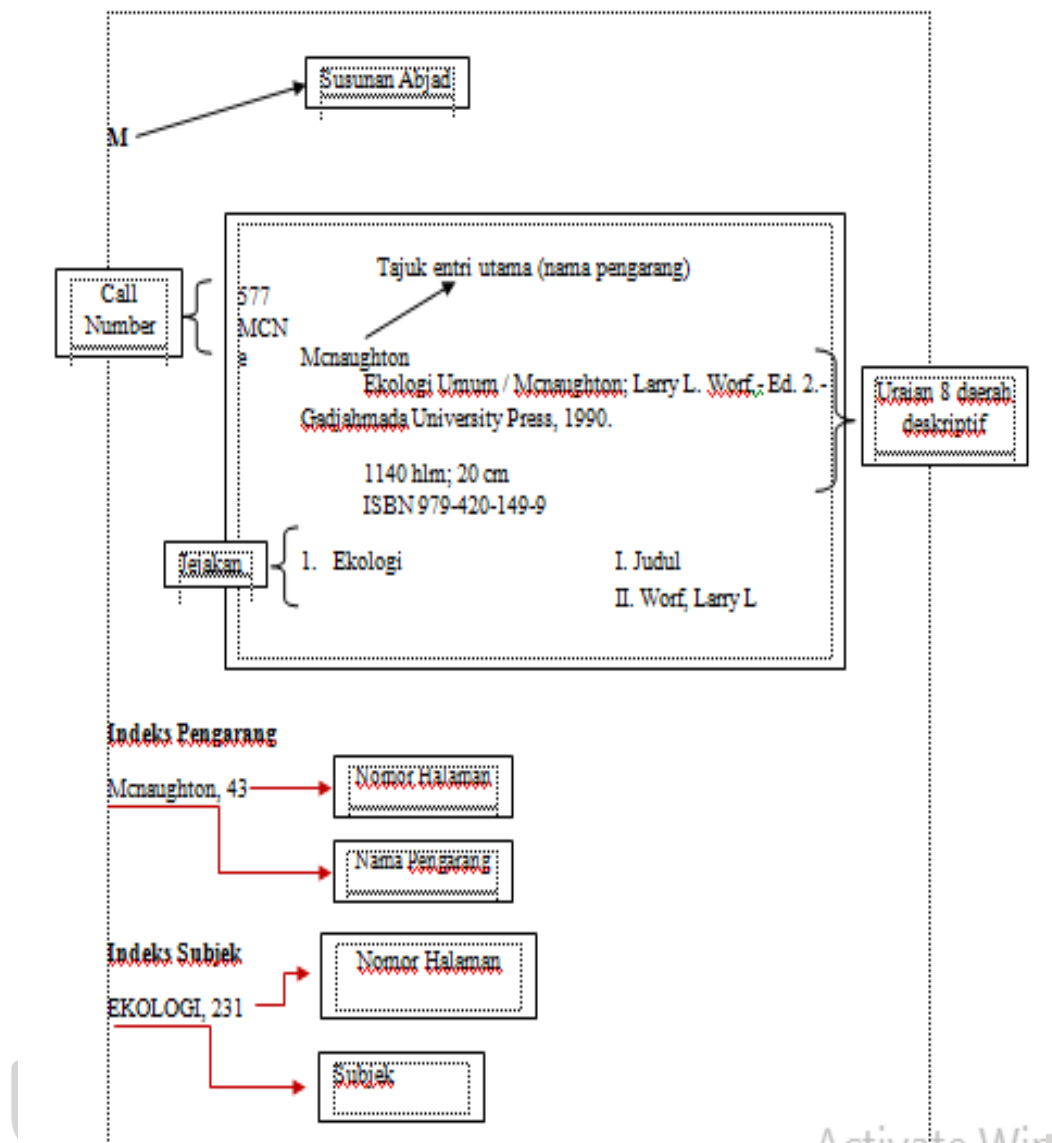 Susunan Abjad
M
Tajuk entri utama (nama pengarang)
Call
Number
577
MCN
e
Mcnaughton
Ekologi Umum / Mcnaughton; Larry L. Worf,- Ed. 2.-
Gadjahmada University Press, 1990.
Uraian 8 daerah
deskriptif
1140 hlm; 20 cm
ISBN 979-420-149-9
Jejakan
1. Ekologi
I. Judul
II. Worf, Larry L
Indeks Pengarang
Mcnaughton, 43
Nomor Halaman
Nama Pengarang
Indeks Subjek
Nomor Halaman
EKOLOGI, 231
Subjek